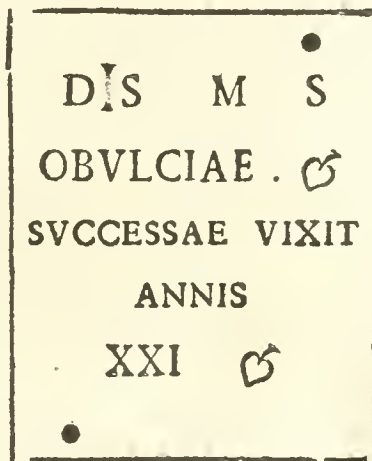 DIS M S
OBVLCIAE . ❦
SVCCESSAE VIXIT
ANNIS
XXI ❦